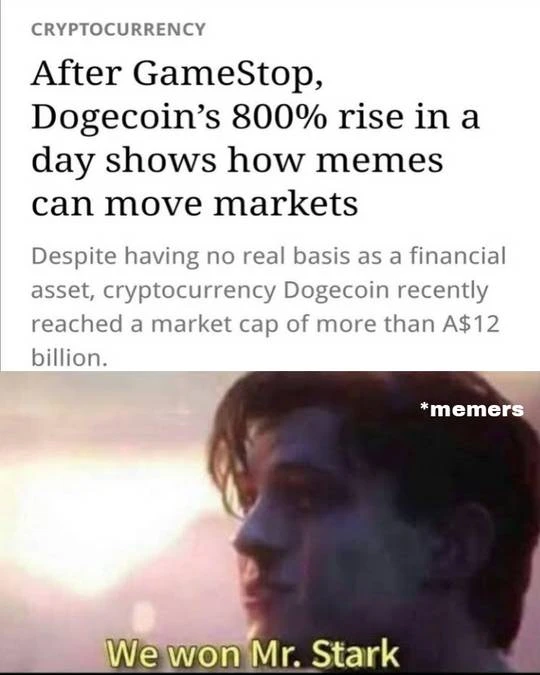 CRYPTOCURRENCY
After GameStop,
Dogecoin’s 800% rise in a
day shows how memes
can move markets
Despite having no real basis as a financial
asset, cryptocurrency Dogecoin recently
reached a market cap of more than A$12
billion.
*memers
We won Mr. Stark